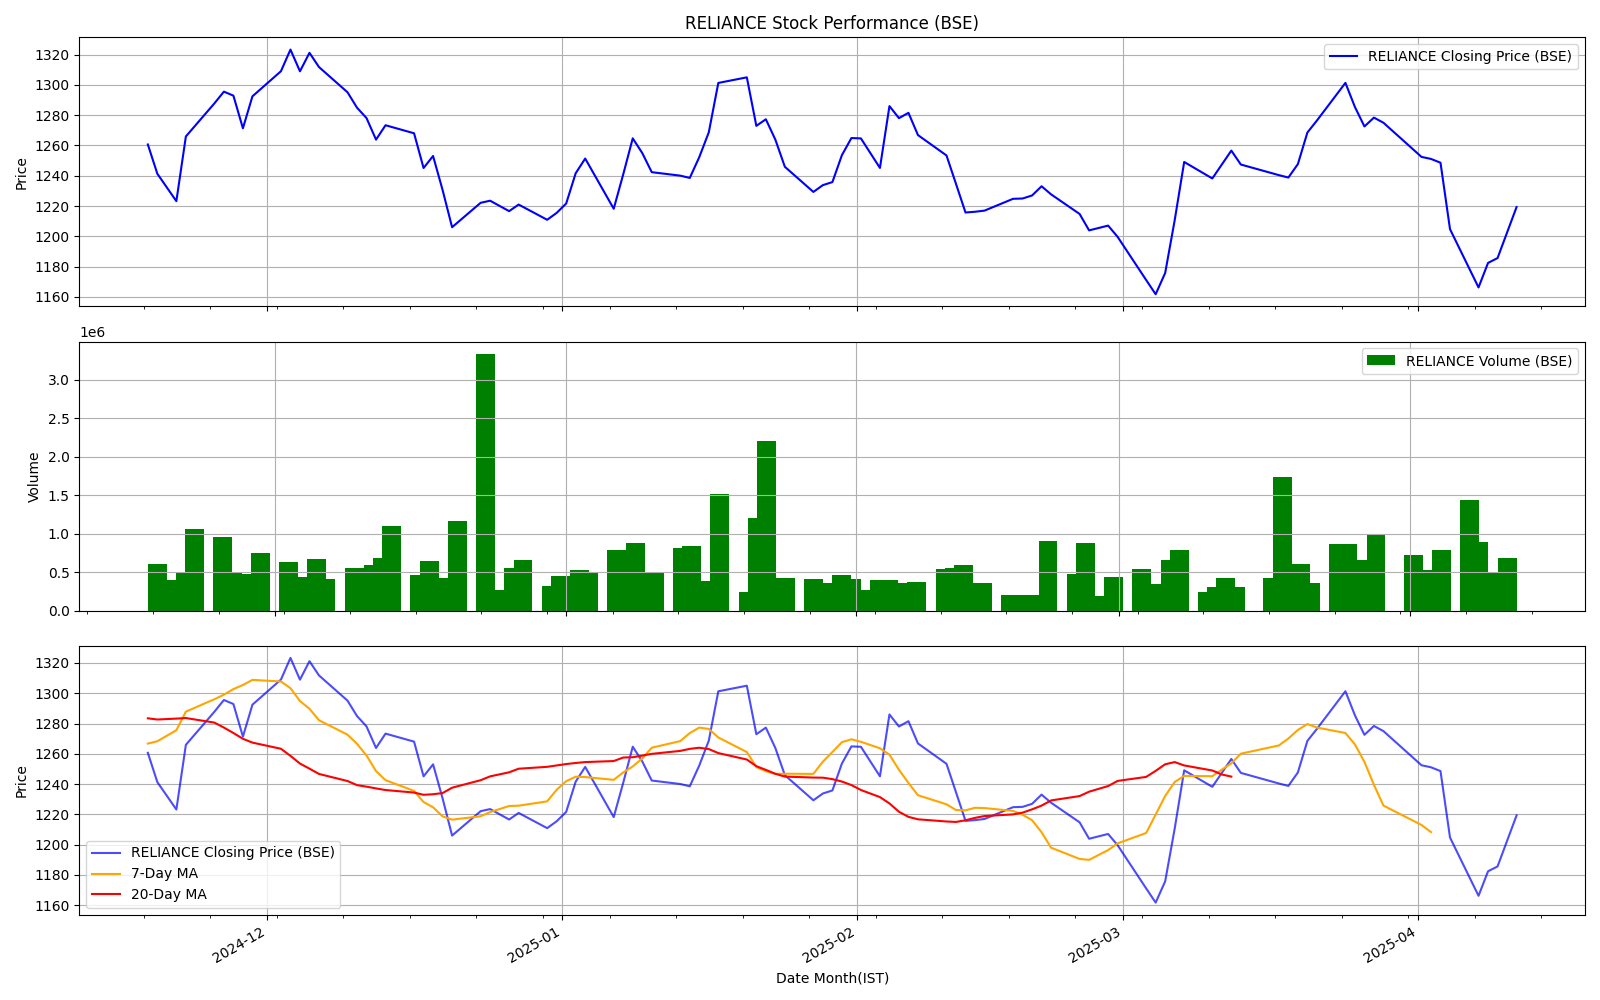 RELIANCE Stock Performance (BSE)
1320
1300
1280
1260
1240
1220
1200
1180
1160
Price
RELIANCE Closing Price (BSE)
1e6
3.0
2.5
2.0
1.5
1.0
0.5
0.0
Volume
RELIANCE Volume (BSE)
1320
1300
1280
1260
1240
1220
1200
1180
1160
Price
RELIANCE Closing Price (BSE)
7-Day MA
20-Day MA
2024-12
2025-01
2025-02
2025-03
2025-04
Date Month(IST)